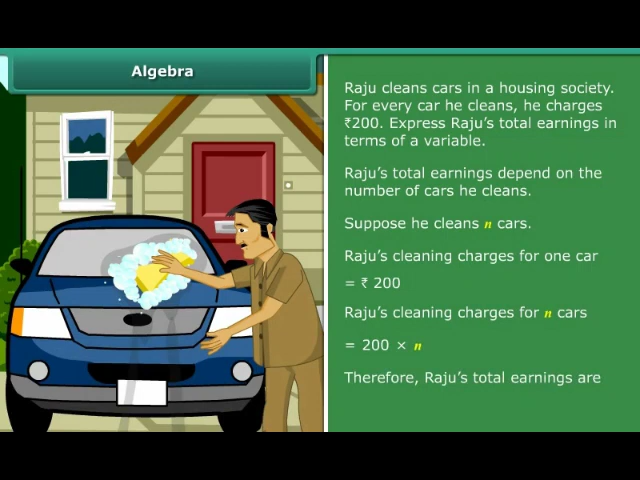 Algebra
Raju cleans cars in a housing society.
For every car he cleans, he charges
₹200. Express Raju’s total earnings in
terms of a variable.
Raju’s total earnings depend on the
number of cars he cleans.
Suppose he cleans n cars.
Raju’s cleaning charges for one car
= ₹ 200
Raju’s cleaning charges for n cars
= 200 × n
Therefore, Raju’s total earnings are